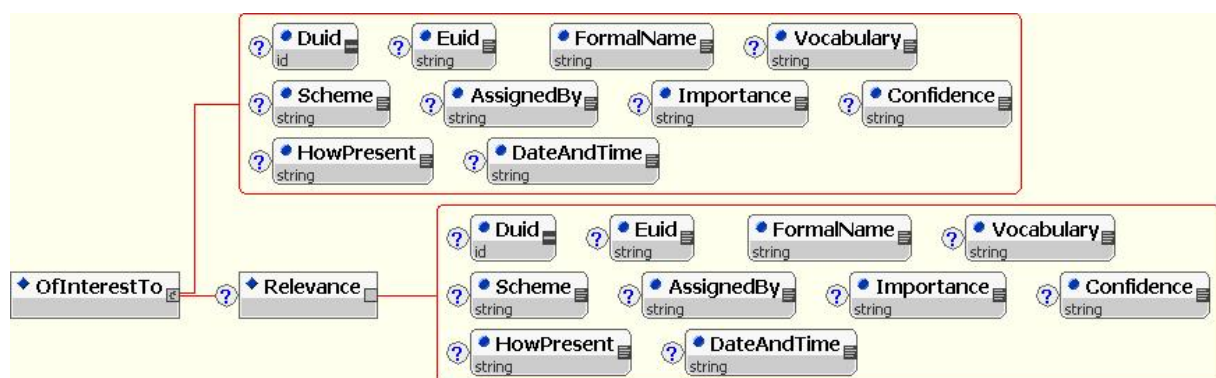 ? Duid ? Euid FormalName ? Vocabulary
id string string string
? Scheme ? AssignedBy ? Importance ? Confidence
string string string string
? HowPresent ? DateAndTime
string string
? Duid ? Euid FormalName ? Vocabulary
id string string string
OfInterestTo ? Relevance ? Scheme ? AssignedBy ? Importance ? Confidence
string string string string
? HowPresent ? DateAndTime
string string